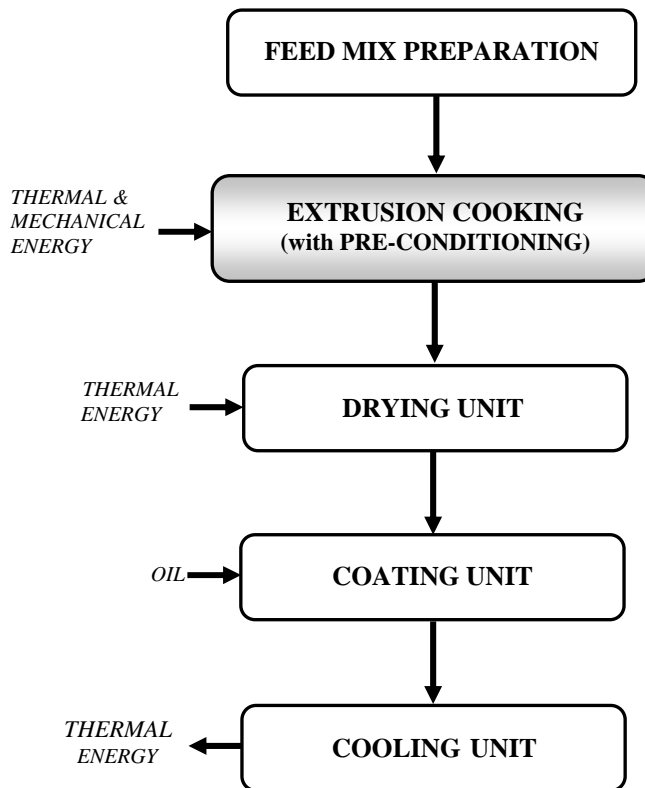 FEED MIX PREPARATION
THERMAL &
MECHANICAL
ENERGY
EXTRUSION COOKING
(with PRE-CONDITIONING)
THERMAL
ENERGY
DRYING UNIT
OIL
COATING UNIT
THERMAL
ENERGY
COOLING UNIT